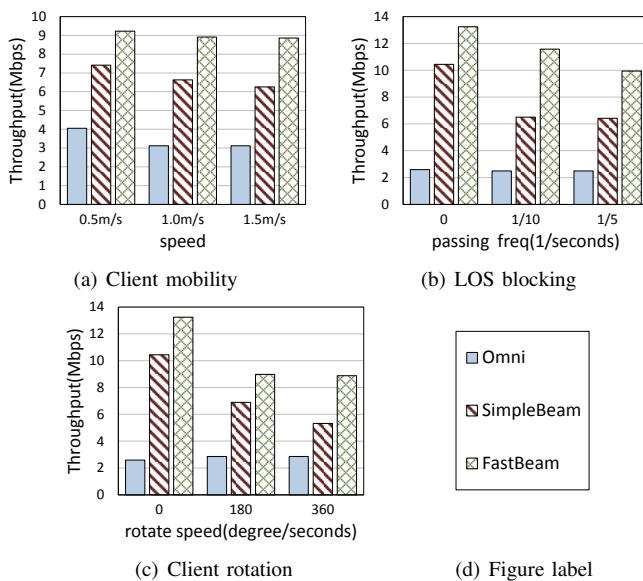 10
9
8
7
6
5
4
3
2
1
0
Throughput(Mbps)
0.5m/s 1.0m/s 1.5m/s
speed
(a) Client mobility
14
12
10
8
6
4
2
0
Throughput(Mbps)
0 1/10 1/5
passing freq(1/seconds)
(b) LOS blocking
14
12
10
8
6
4
2
0
Throughput(Mbps)
0 180 360
rotate speed(degree/seconds)
(c) Client rotation
Omni
SimpleBeam
FastBeam
(d) Figure label